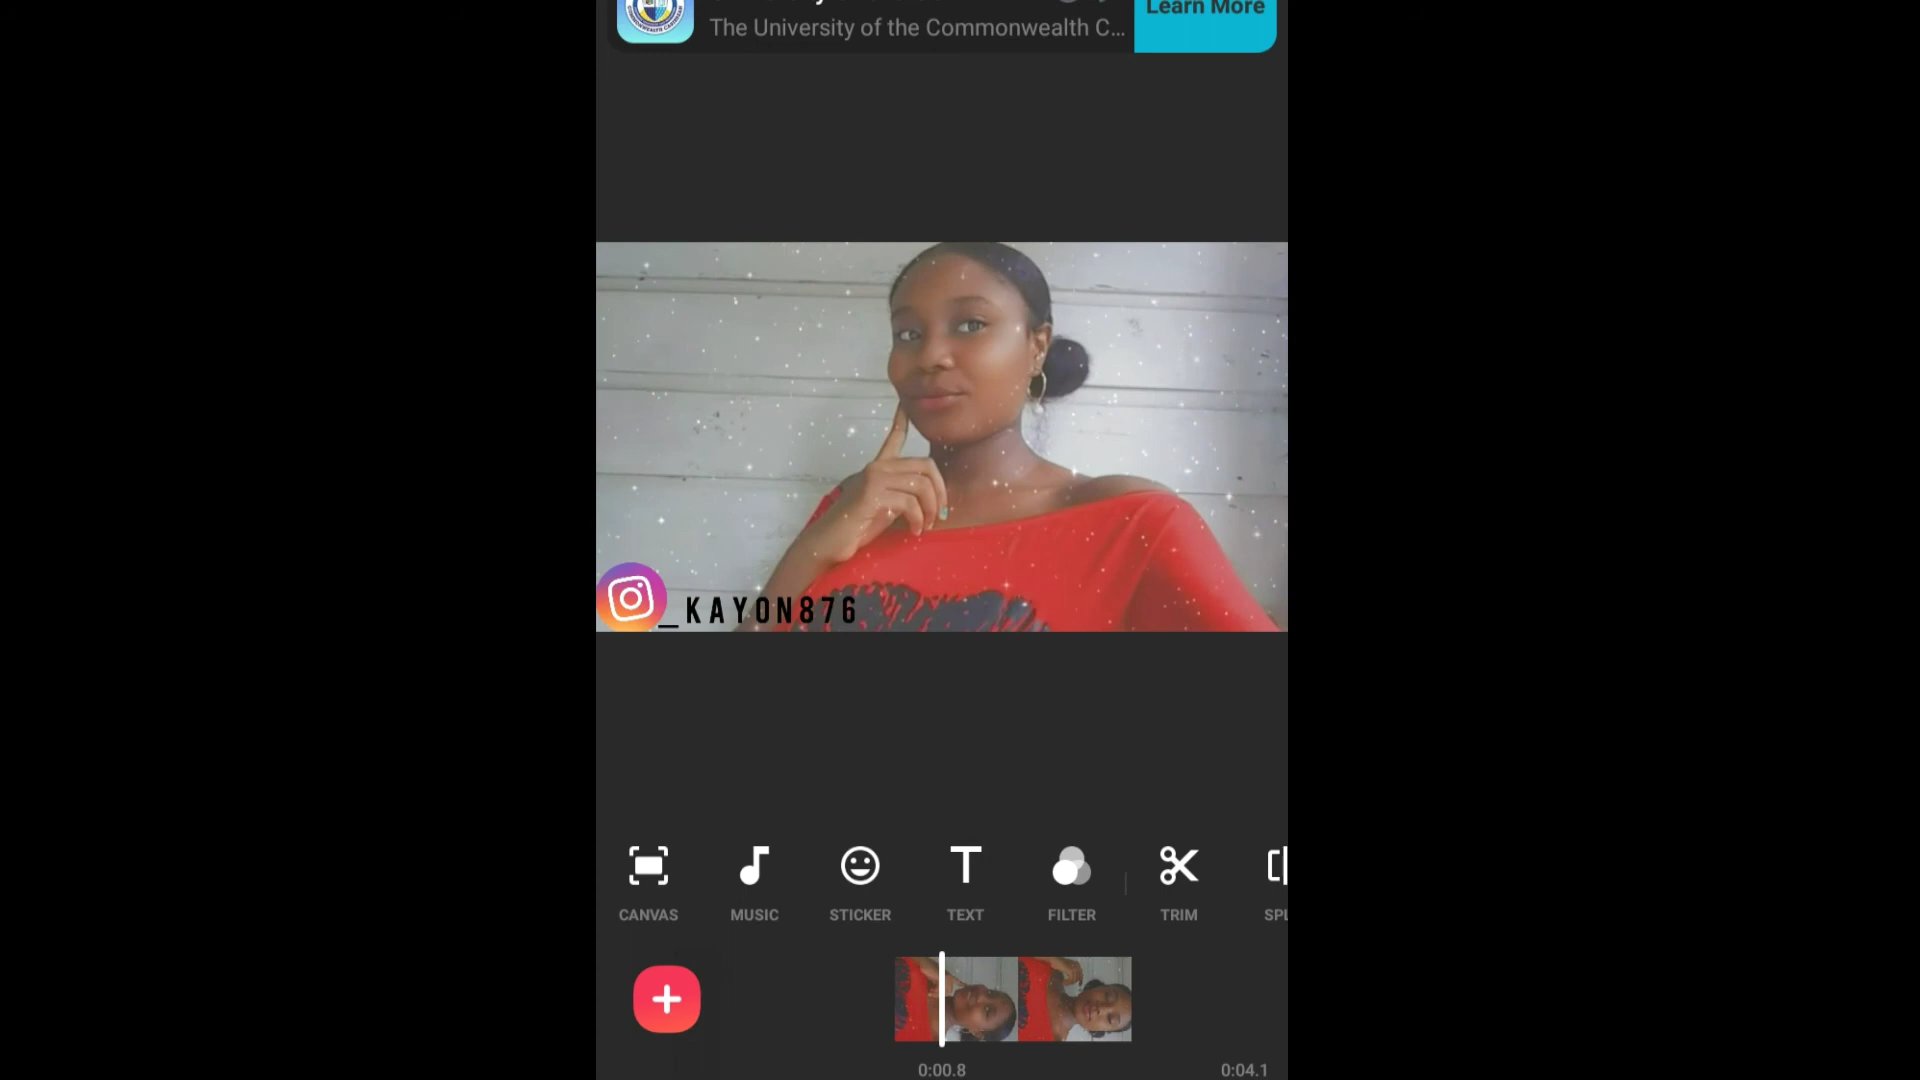 Learn More
The University of the Commonwealth C...
_KAYON876
CANVAS
MUSIC
STICKER
TEXT
FILTER
TRIM
SPL
0:00.8
0:04.1